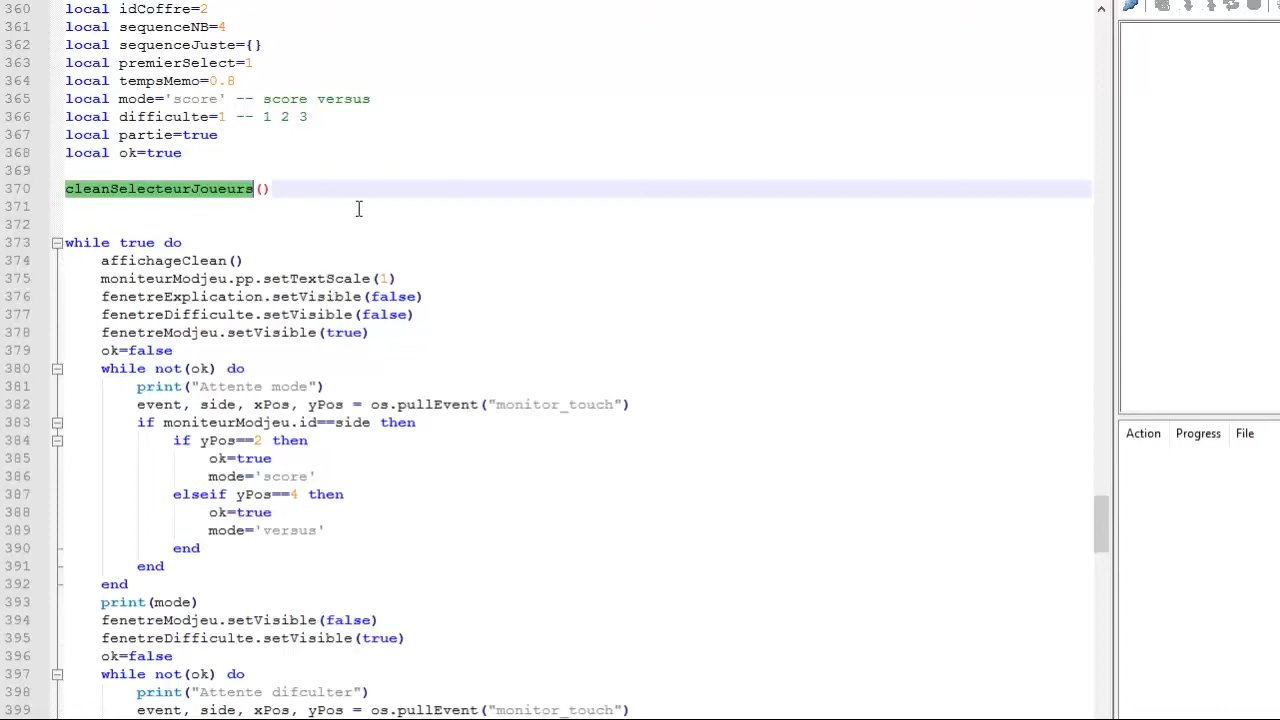 360 local idCoffre=2
361 local sequenceNB=4
362 local sequenceJuste={}
363 local premierSelect=1
364 local tempsMemo=0.8
365 local mode='score' -- score versus
366 local difficulte=1 -- 1 2 3
367 local partie=true
368 local ok=true
369
370 cleanSelecteurJoueurs()
371
372
373 while true do
374 affichageClean()
375 moniteurModjeu.pp.setTextScale(1)
376 fenetreExplication.setVisible(false)
377 fenetreDifficulte.setVisible(false)
378 fenetreModjeu.setVisible(true)
379 ok=false
380 while not(ok) do
381 print("Attente mode")
382 event, side, xPos, yPos = os.pullEvent("monitor_touch")
383 if moniteurModjeu.id==side then
384 if yPos==2 then
385 ok=true
386 mode='score'
387 elseif yPos==4 then
388 ok=true
389 mode='versus'
390 end
391 end
392 end
393 print(mode)
394 fenetreModjeu.setVisible(false)
395 fenetreDifficulte.setVisible(true)
396 ok=false
397 while not(ok) do
398 print("Attente difculter")
399 event, side, xPos, yPos = os.pullEvent("monitor_touch")
Action Progress File